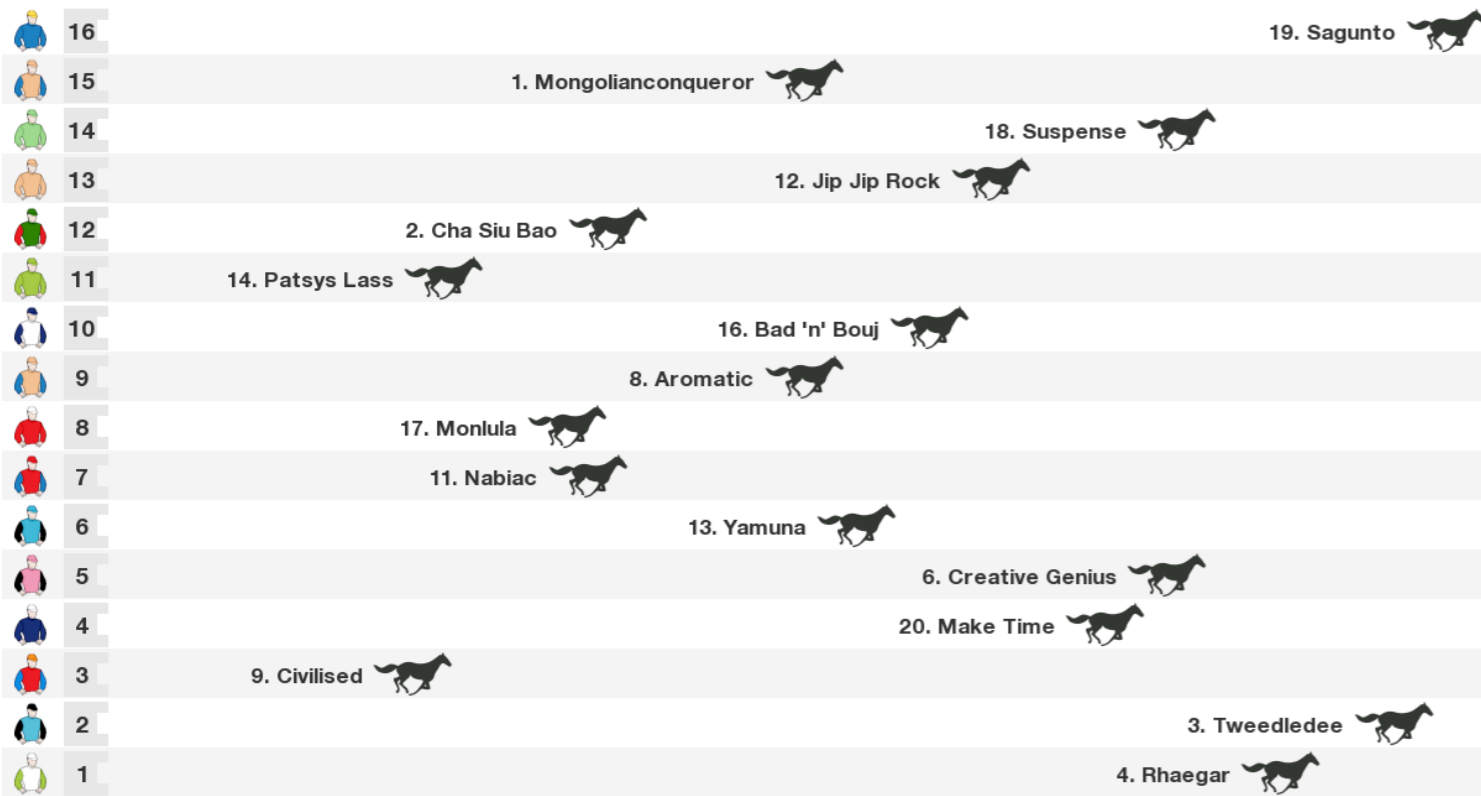 16 19. Sagunto
15 1. Mongolianconqueror
14 18. Suspense
13 12. Jip Jip Rock
12 2. Cha Siu Bao
11 14. Patsys Lass
10 16. Bad 'n' Bouj
9 8. Aromatic
8 17. Monlula
7 11. Nabiac
6 13. Yamuna
5 6. Creative Genius
4 20. Make Time
3 9. Civilised
2 3. Tweedledee
1 4. Rhaegar